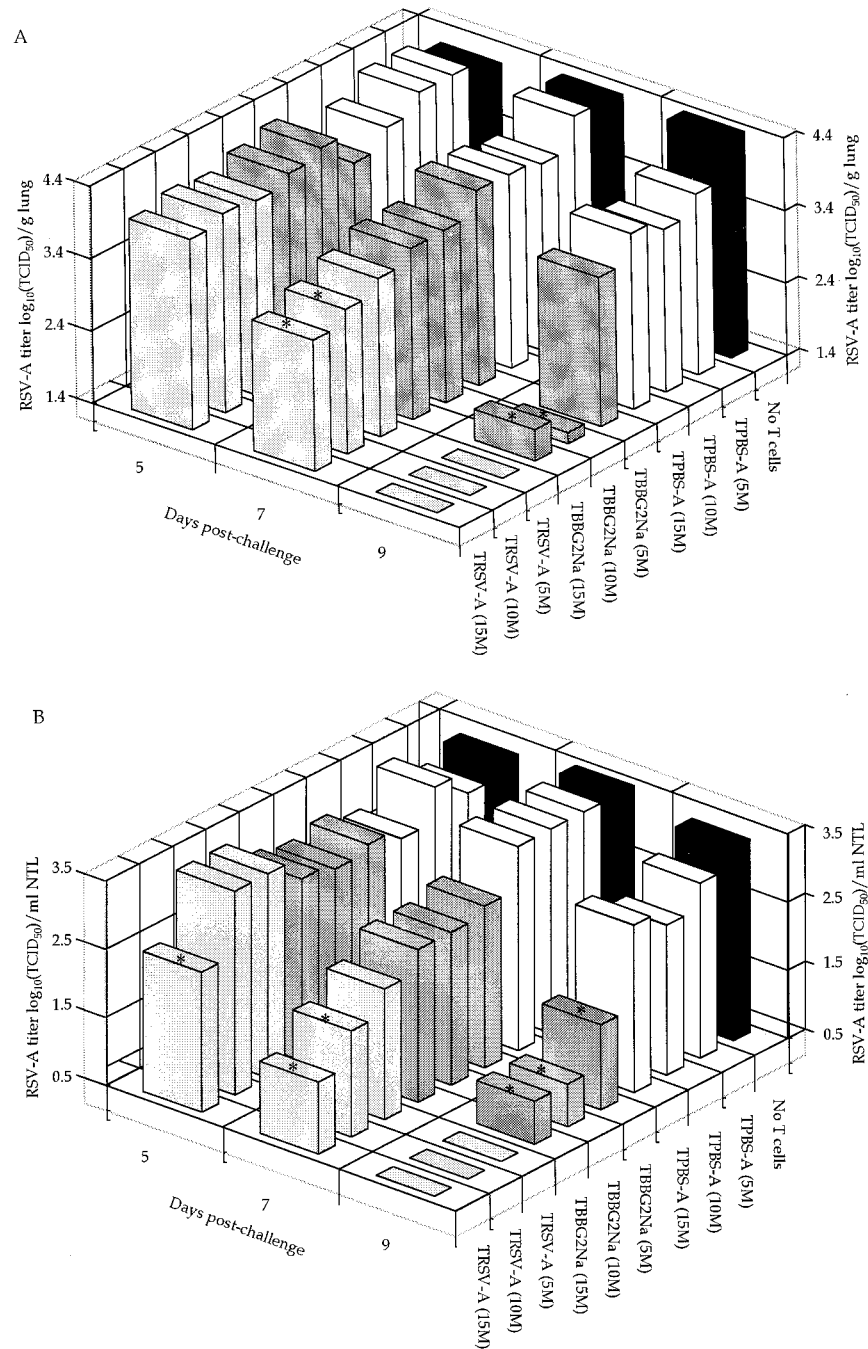 A
RSV-A titer log10(TCID50)/ g lung
4.4
3.4
2.4
1.4
4.4
3.4
2.4
1.4
RSV-A titer log10(TCID50)/ g lung
*
*
*
*
5
7
9
Days post-challenge
TRSV-A (15M)
TRSV-A (10M)
TRSV-A (5M)
TBBG2Na (15M)
TBBG2Na (10M)
TBBG2Na (5M)
TPBS-A (15M)
TPBS-A (10M)
TPBS-A (5M)
No T cells
B
RSV-A titer log10(TCID50)/ ml NTL
3.5
2.5
1.5
0.5
3.5
2.5
1.5
0.5
RSV-A titer log10(TCID50)/ ml NTL
*
*
*
*
*
*
5
7
9
Days post-challenge
TRSV-A (15M)
TRSV-A (10M)
TRSV-A (5M)
TBBG2Na (15M)
TBBG2Na (10M)
TBBG2Na (5M)
TPBS-A (15M)
TPBS-A (10M)
TPBS-A (5M)
No T cells